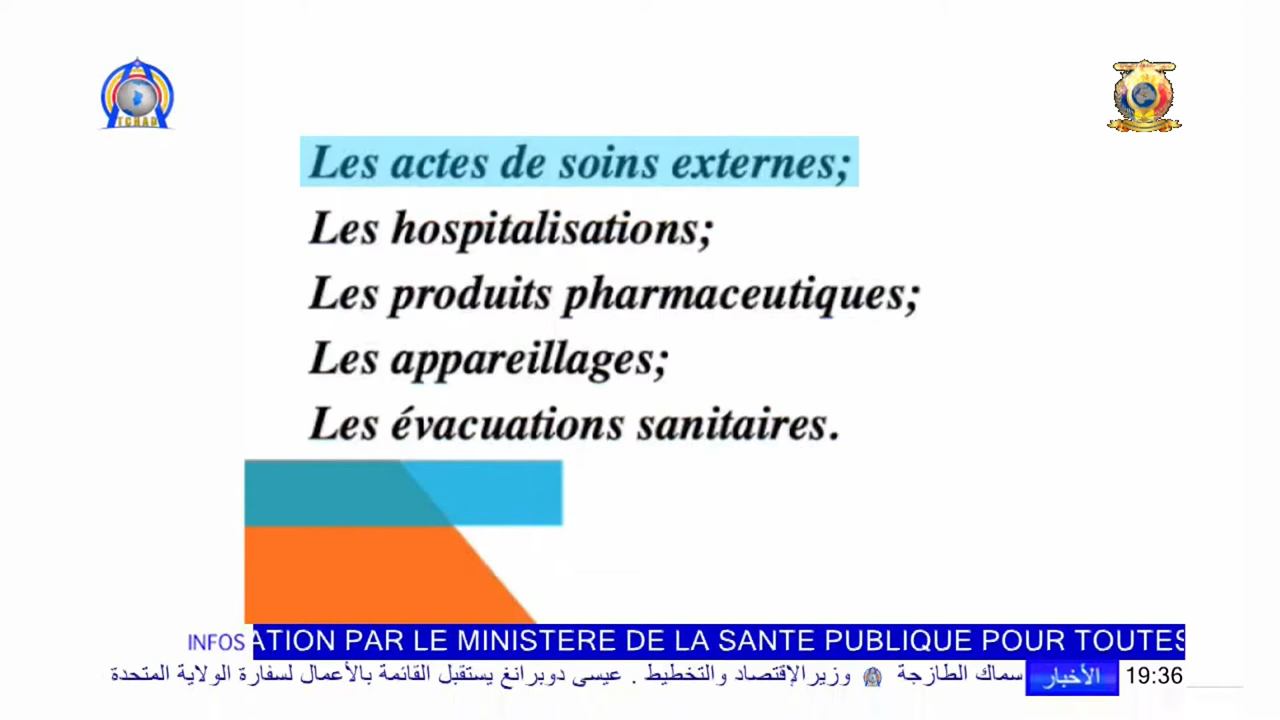 TCHAD
Les actes de soins externes;
Les hospitalisations;
Les produits pharmaceutiques;
Les appareillages;
Les évacuations sanitaires.
INFOS ATION PAR LE MINISTERE DE LA SANTE PUBLIQUE POUR TOUTES
19:36 الأخبار سماك الطازجة وزيرالإقتصاد والتخطيط . عيسى دوبرانغ يستقبل القائمة بالأعمال لسفارة الولاية المتحدة